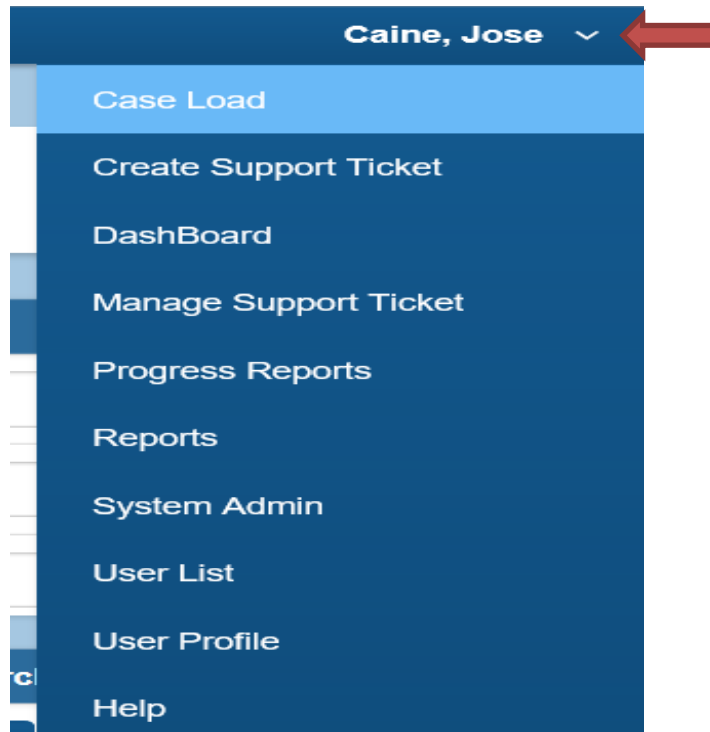 Caine, Jose
Case Load
Create Support Ticket
DashBoard
Manage Support Ticket
Progress Reports
Reports
System Admin
User List
User Profile
Help